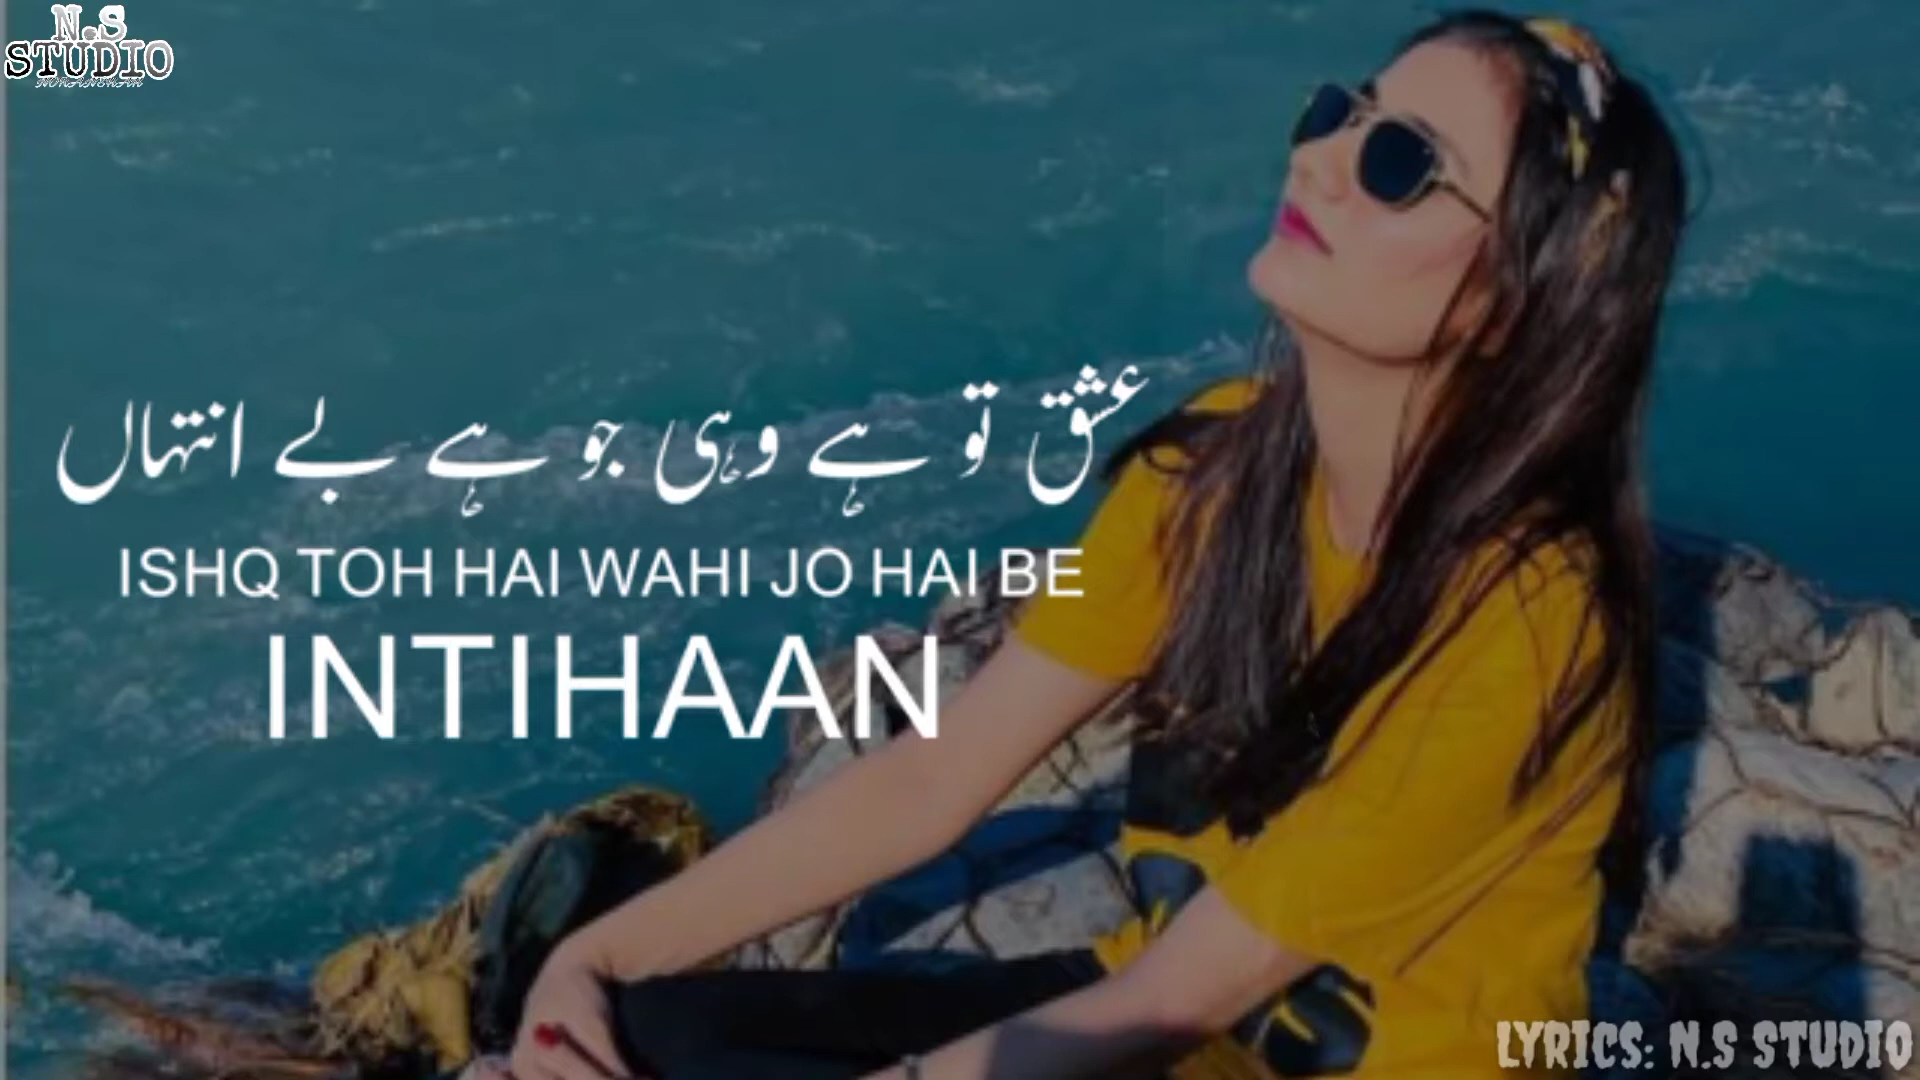 N.S
STUDIO
عشق تو ہے وہی جو ہے بے انتہاں
ISHQ TOH HAI WAHI JO HAI BE
INTIHAAN
LYRICS: N.S STUDIO